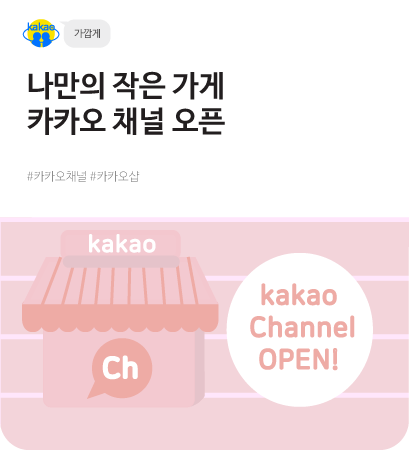 kakao
가깝게
나만의 작은 가게
카카오 채널 오픈
#카카오채널 #카카오샵
kakao
Ch
kakao
Channel
OPEN!